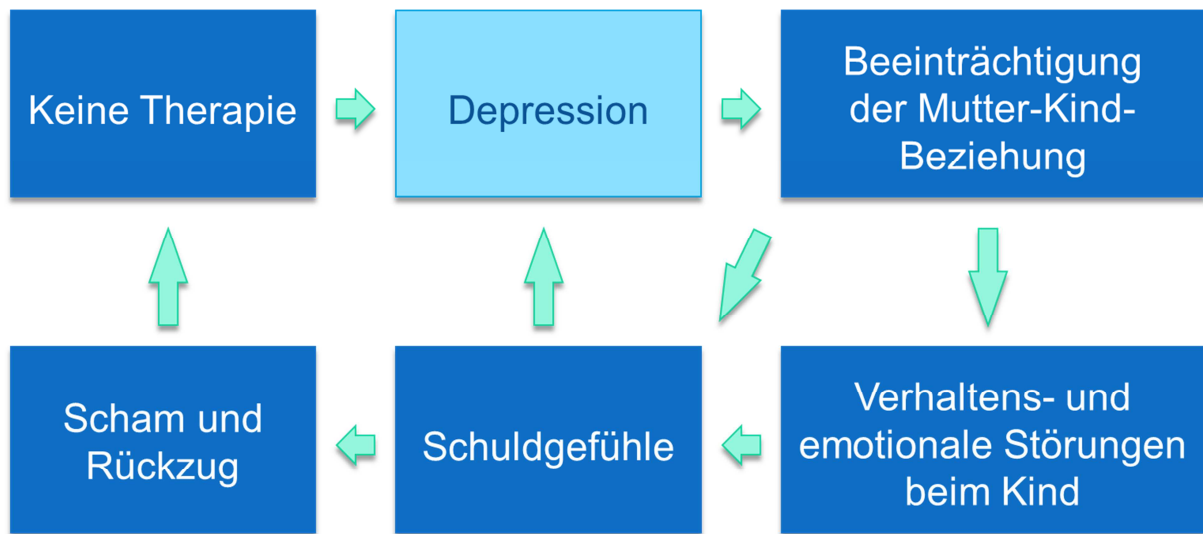 Keine Therapie
Depression
Beeinträchtigung
der Mutter-Kind-
Beziehung
Scham und
Rückzug
Schuldgefühle
Verhaltens- und
emotionale Störungen
beim Kind